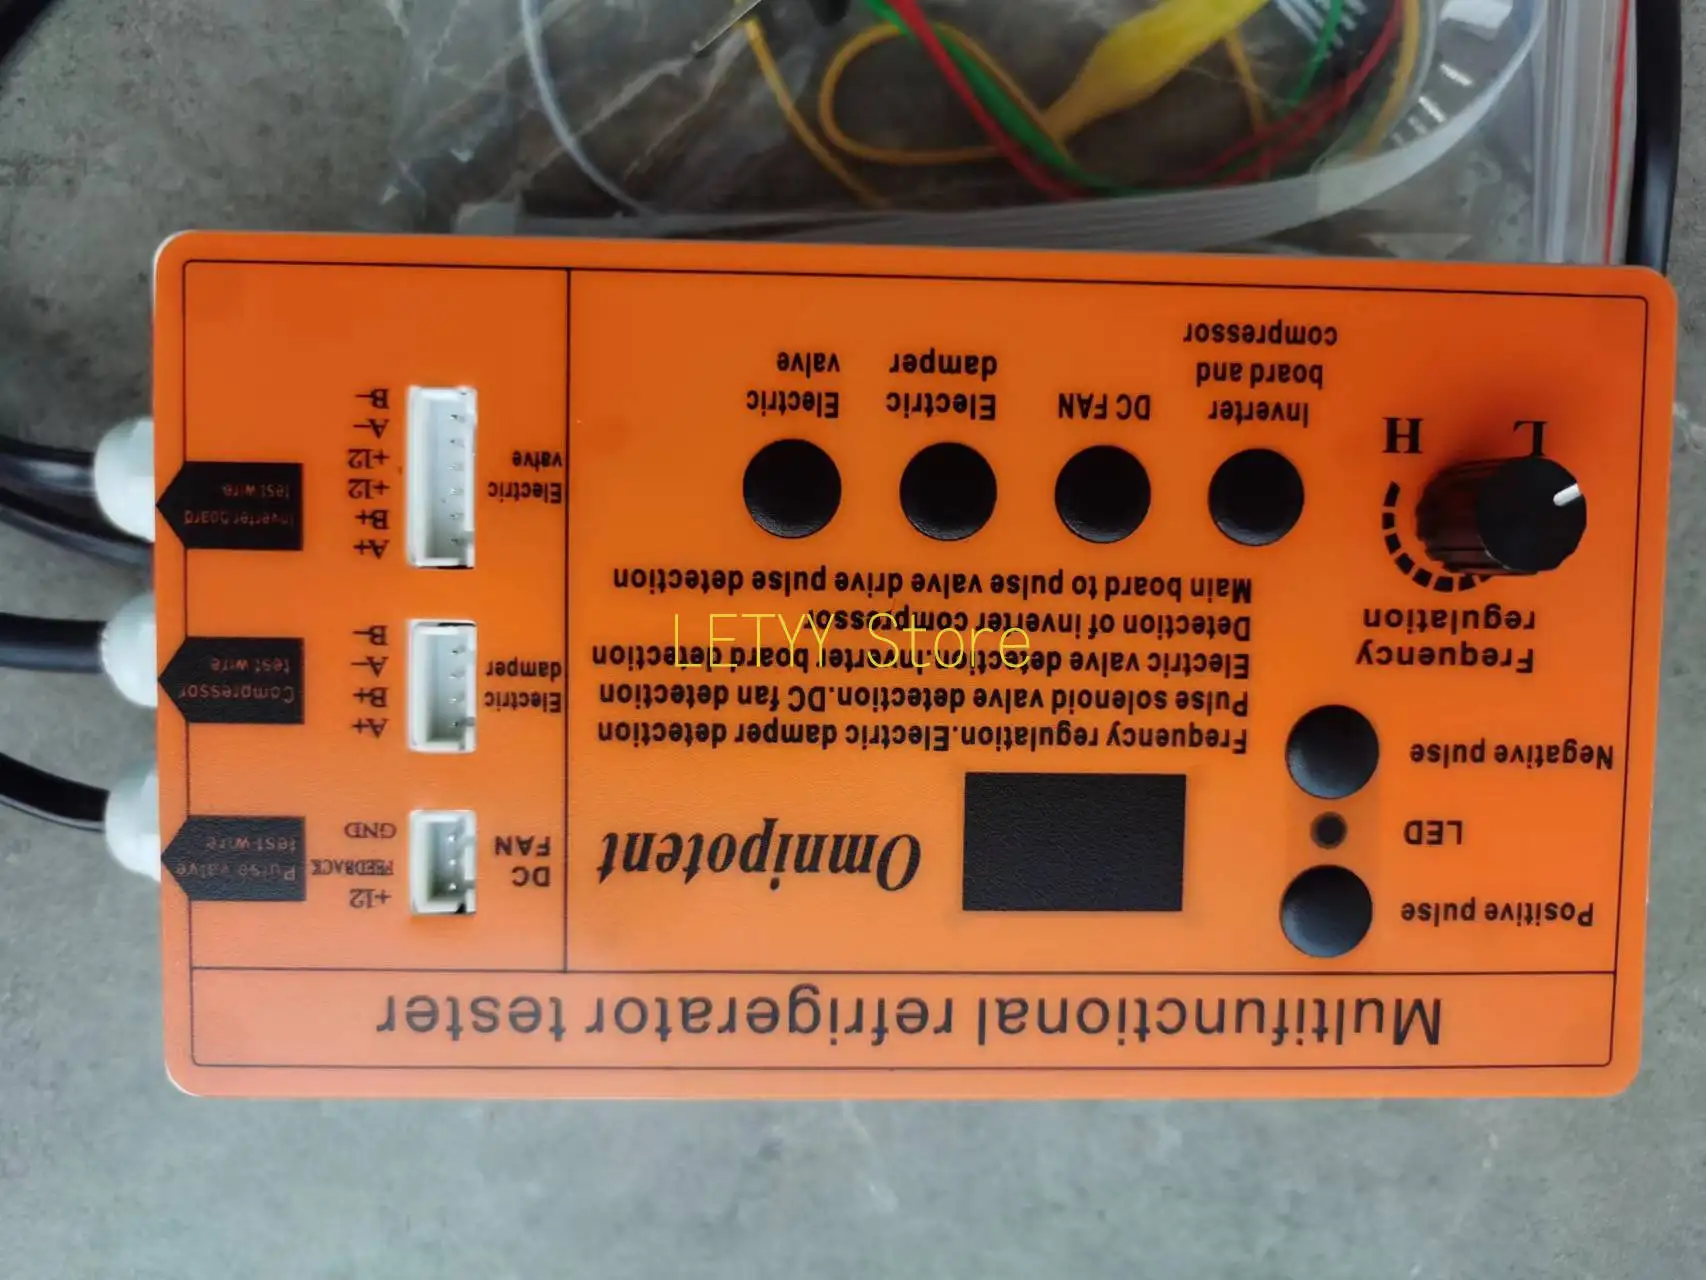 Multifunctional refrigerator tester
Positive pulse
LED
Negative pulse
Omnipotent
Frequency regulation.Electric damper detection
Pulse solenoid valve detection.DC fan detection
Electric valve detection.Inverter board detection
Detection of inverter compressor
Main board to pulse valve drive pulse detection
Frequency
regulation
L
H
Inverter
board and
compressor
DC FAN
Electric
damper
Electric
valve
DC
FAN
+12
FEEDBACK
GND
Pulse valve
test wire
Electric
damper
A+
B+
A-
B-
Compressor
test wire
Electric
valve
A+
B+
+12
+12
A-
B-
Inverter board
test wire
LETYY Store